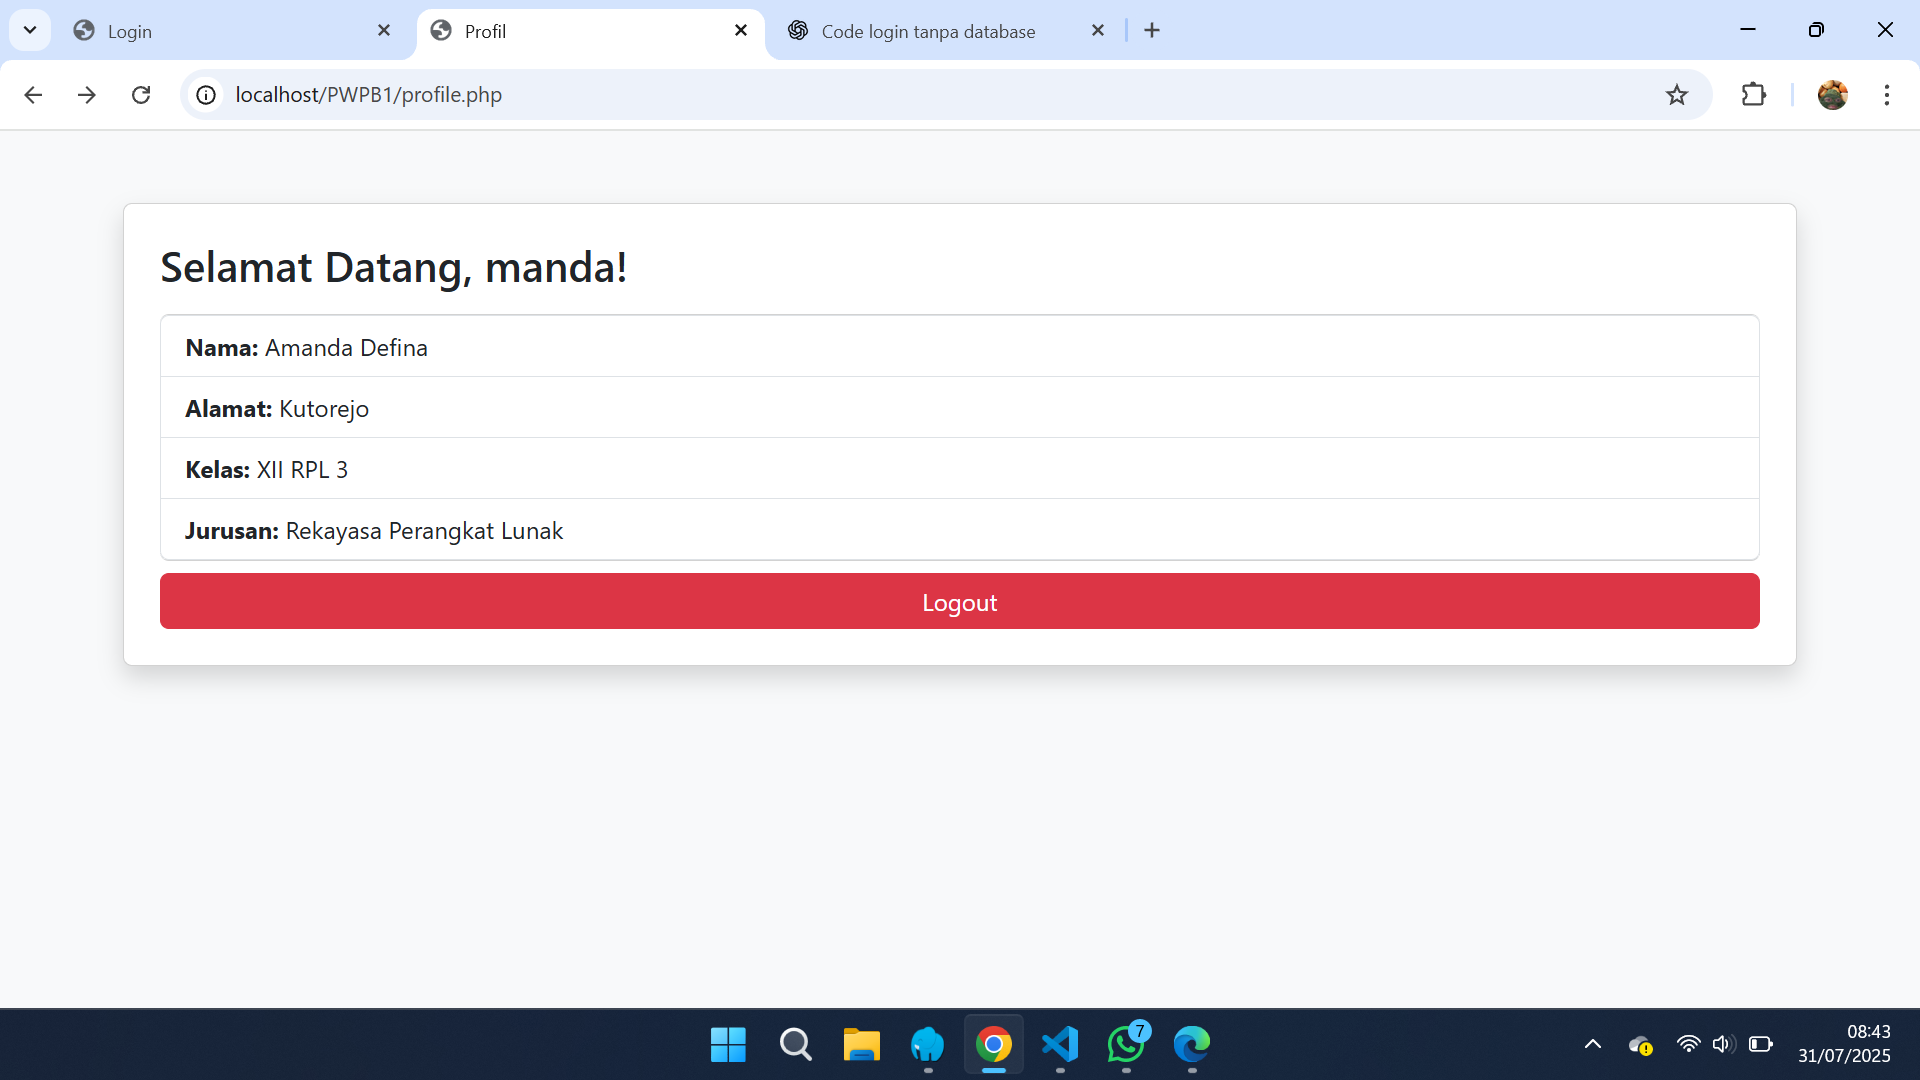 Login
Profil
Code login tanpa database
localhost/PWPB1/profile.php
Selamat Datang, manda!
Nama: Amanda Defina
Alamat: Kutorejo
Kelas: XII RPL 3
Jurusan: Rekayasa Perangkat Lunak
Logout
7
08:43
31/07/2025